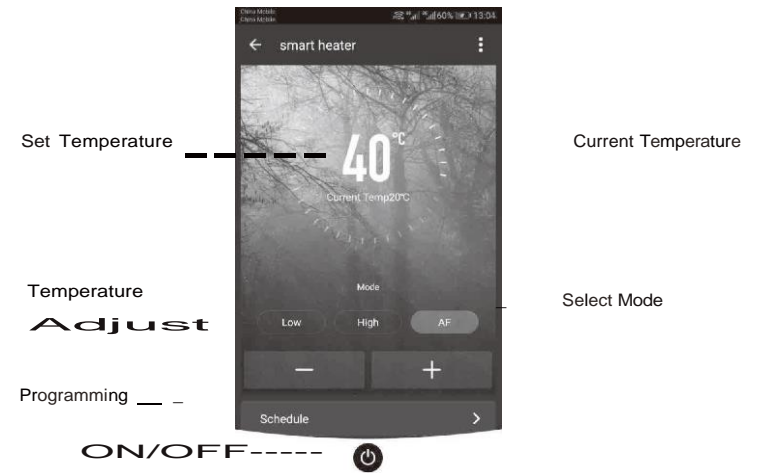 China Mobile
China Mobile
60% 13:04
smart heater
Set Temperature
40°C
Current Temperature
Current Temp20°C
Temperature
Adjust
Mode
Select Mode
Low High AF
− +
Programming
Schedule
ON/OFF-----